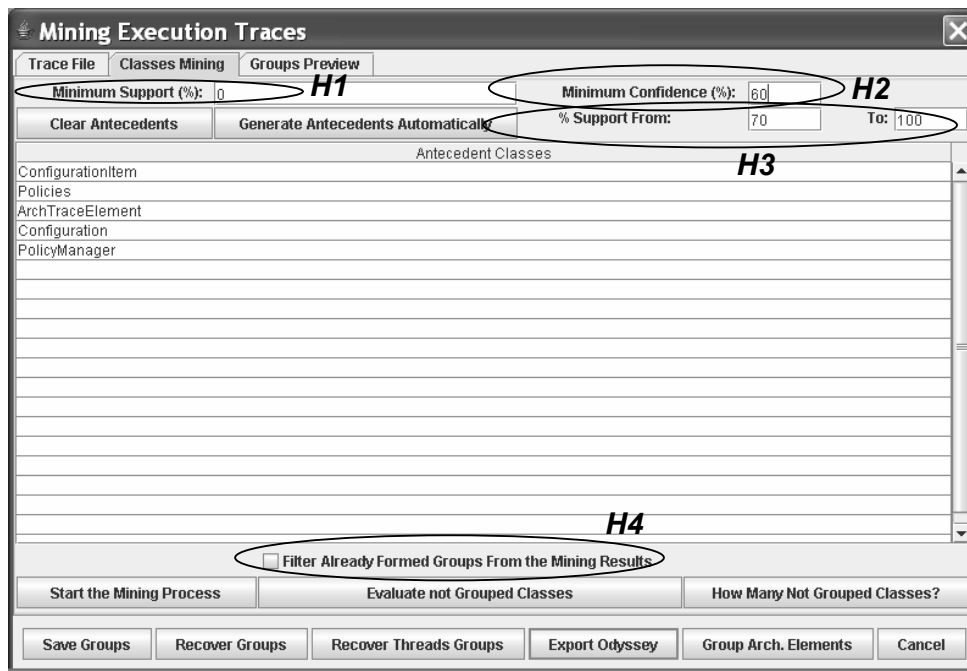 Mining Execution Traces
Trace File Classes Mining Groups Preview
Minimum Support (%): 0 H1 Minimum Confidence (%): 60 H2
Clear Antecedents Generate Antecedents Automatically % Support From: 70 To: 100
H3
Antecedent Classes
ConfigurationItem
Policies
ArchTraceElement
Configuration
PolicyManager
H4
Filter Already Formed Groups From the Mining Results
Start the Mining Process Evaluate not Grouped Classes How Many Not Grouped Classes?
Save Groups Recover Groups Recover Threads Groups Export Odyssey Group Arch. Elements Cancel